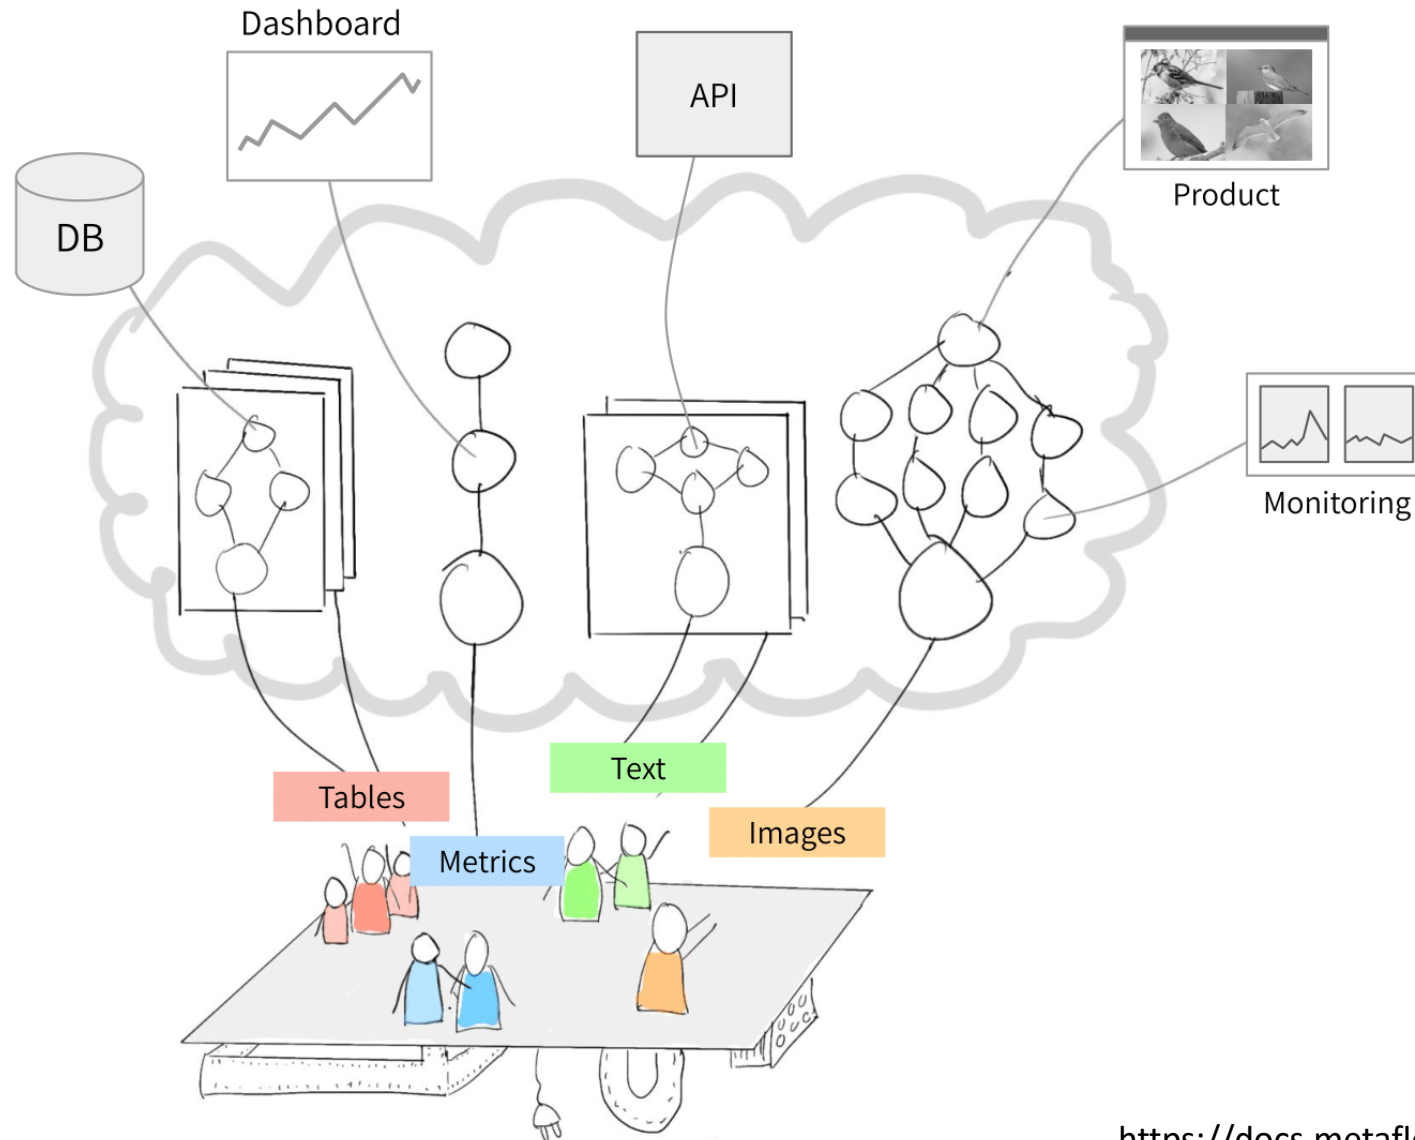 Dashboard
API
DB
Product
Monitoring
Text
Tables
Images
Metrics